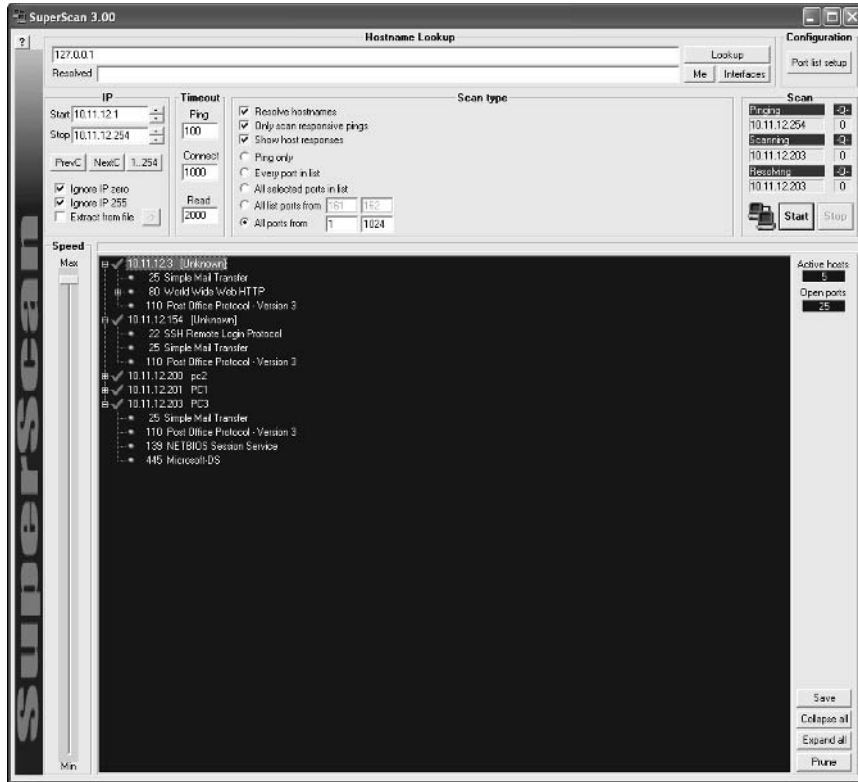 SuperScan 3.00
?
Hostname Lookup
127.0.0.1
Lookup
Resolved
Me
Interfaces
Configuration
Port list setup
IP
Start 10.11.12.1
Stop 10.11.12.254
PrevC
NextC
1..254
Ignore IP zero
Ignore IP 255
Extract from file
Timeout
Ping
100
Connect
1000
Read
2000
Scan type
Resolve hostnames
Only scan responsive pings
Show host responses
Ping only
Every port in list
All selected ports in list
All list ports from 161 162
All ports from 1 1024
Scan
Pinging -0-
10.11.12.254 0
Scanning -0-
10.11.12.203 0
Resolving -0-
10.11.12.203 0
Start
Stop
SuperScan
Speed
Max
Min
10.11.12.3 [Unknown]
25 Simple Mail Transfer
80 World Wide Web HTTP
110 Post Office Protocol - Version 3
10.11.12.154 [Unknown]
22 SSH Remote Login Protocol
25 Simple Mail Transfer
110 Post Office Protocol - Version 3
10.11.12.200 pc2
10.11.12.201 PC1
10.11.12.203 PC3
25 Simple Mail Transfer
110 Post Office Protocol - Version 3
139 NETBIOS Session Service
445 Microsoft-DS
Active hosts
5
Open ports
25
Save
Collapse all
Expand all
Prune